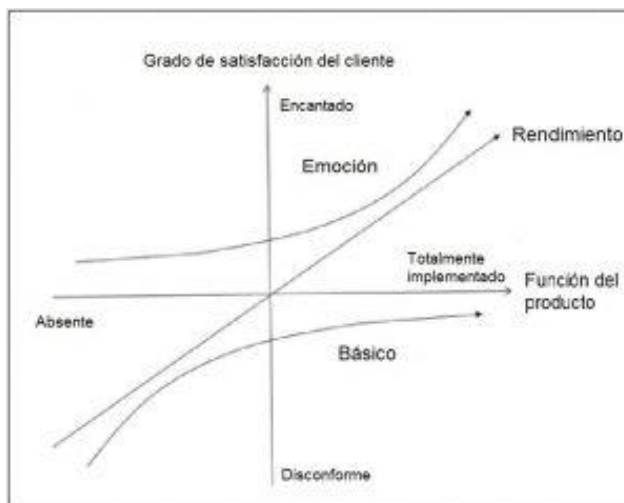 Grado de satisfacción del cliente
Encantado
Rendimiento
Emoción
Totalmente
implementado
Función del
producto
Absente
Básico
Disconforme